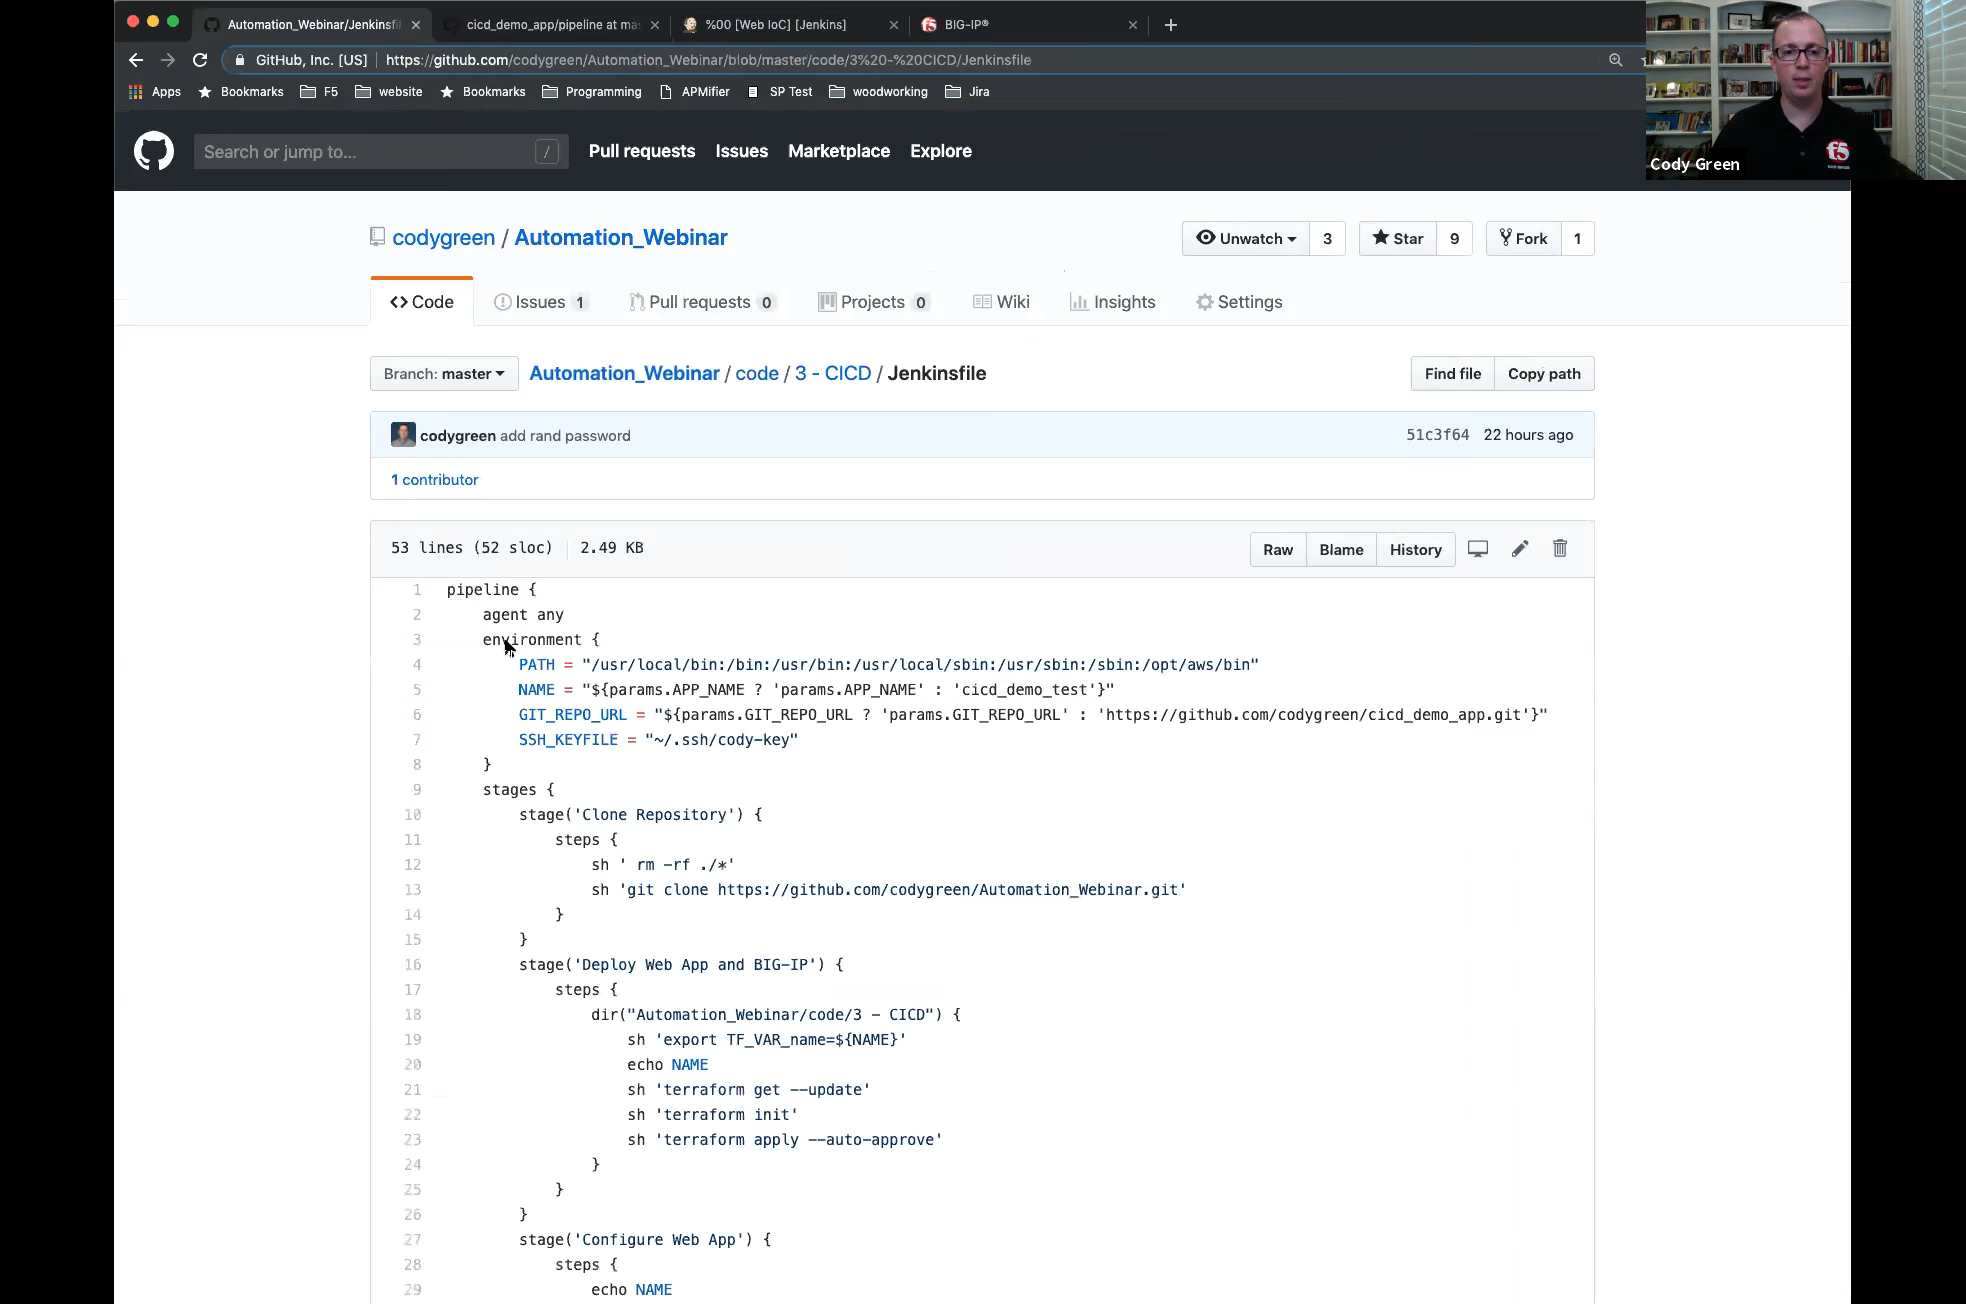 Automation_Webinar/Jenkinsfi
cicd_demo_app/pipeline at ma
%00 [Web IoC] [Jenkins]
BIG-IP®
GitHub, Inc. [US] | https://github.com/codygreen/Automation_Webinar/blob/master/code/3%20-%20CICD/Jenkinsfile
Apps Bookmarks F5 website Bookmarks Programming APMifier SP Test woodworking Jira
f5
Cody Green
Search or jump to... /
Pull requests Issues Marketplace Explore
codygreen / Automation_Webinar
Unwatch 3 Star 9 Fork 1
<> Code Issues 1 Pull requests 0 Projects 0 Wiki Insights Settings
Branch: master Automation_Webinar / code / 3 - CICD / Jenkinsfile Find file Copy path
codygreen add rand password 51c3f64 22 hours ago
1 contributor
53 lines (52 sloc) 2.49 KB Raw Blame History
1 pipeline {
2 agent any
3 environment {
4 PATH = "/usr/local/bin:/bin:/usr/bin:/usr/local/sbin:/usr/sbin:/sbin:/opt/aws/bin"
5 NAME = "${params.APP_NAME ? 'params.APP_NAME' : 'cicd_demo_test'}"
6 GIT_REPO_URL = "${params.GIT_REPO_URL ? 'params.GIT_REPO_URL' : 'https://github.com/codygreen/cicd_demo_app.git'}"
7 SSH_KEYFILE = "~/.ssh/cody-key"
8 }
9 stages {
10 stage('Clone Repository') {
11 steps {
12 sh ' rm -rf ./*'
13 sh 'git clone https://github.com/codygreen/Automation_Webinar.git'
14 }
15 }
16 stage('Deploy Web App and BIG-IP') {
17 steps {
18 dir("Automation_Webinar/code/3 - CICD") {
19 sh 'export TF_VAR_name=${NAME}'
20 echo NAME
21 sh 'terraform get --update'
22 sh 'terraform init'
23 sh 'terraform apply --auto-approve'
24 }
25 }
26 }
27 stage('Configure Web App') {
28 steps {
29 echo NAME